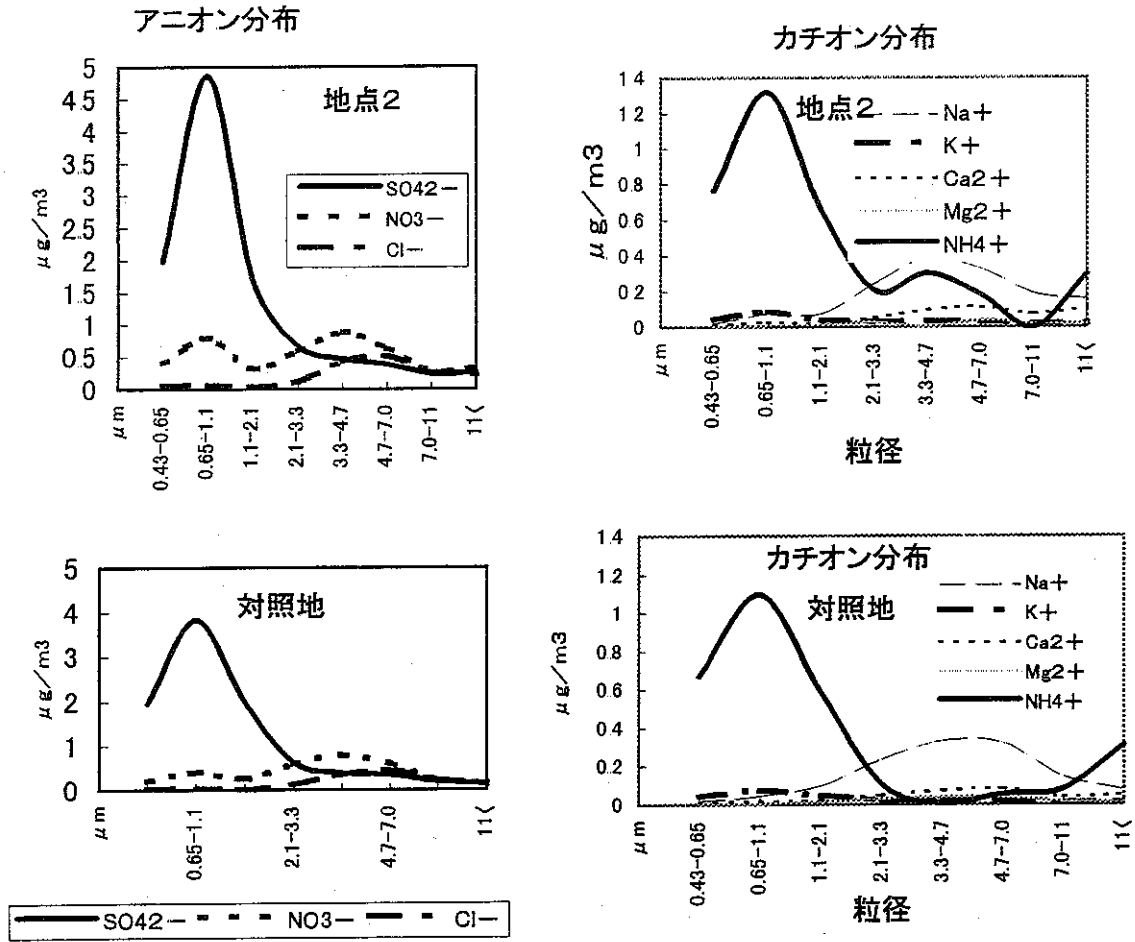 アニオン分布
5
4.5
4
3.5
3
2.5
2
1.5
1
0.5
0
μg/m3
地点2
SO42-
NO3-
Cl-
μm
0.43-0.65
0.65-1.1
1.1-2.1
2.1-3.3
3.3-4.7
4.7-7.0
7.0-11
11<
カチオン分布
1 4
1.2
1
0.8
0.6
0.4
0 2
0
μg/m3
地点2
Na+
K+
Ca2+
Mg2+
NH4+
μm
0.43-0.65
0.65-1.1
1.1-2.1
2.1-3.3
3.3-4.7
4.7-7.0
7.0-11
11<
粒径
5
4
3
2
1
0
μg/m3
対照地
μm
0.65-1.1
2.1-3.3
4.7-7.0
11<
SO42- NO3- Cl-
1.4
1.2
1
0.8
0.6
0.4
0.2
0
μg/m3
カチオン分布
対照地
Na+
K+
Ca2+
Mg2+
NH4+
μm
0.43-0.65
0.65-1.1
1.1-2.1
2.1-3.3
3.3-4.7
4.7-7.0
7.0-11
11<
粒径